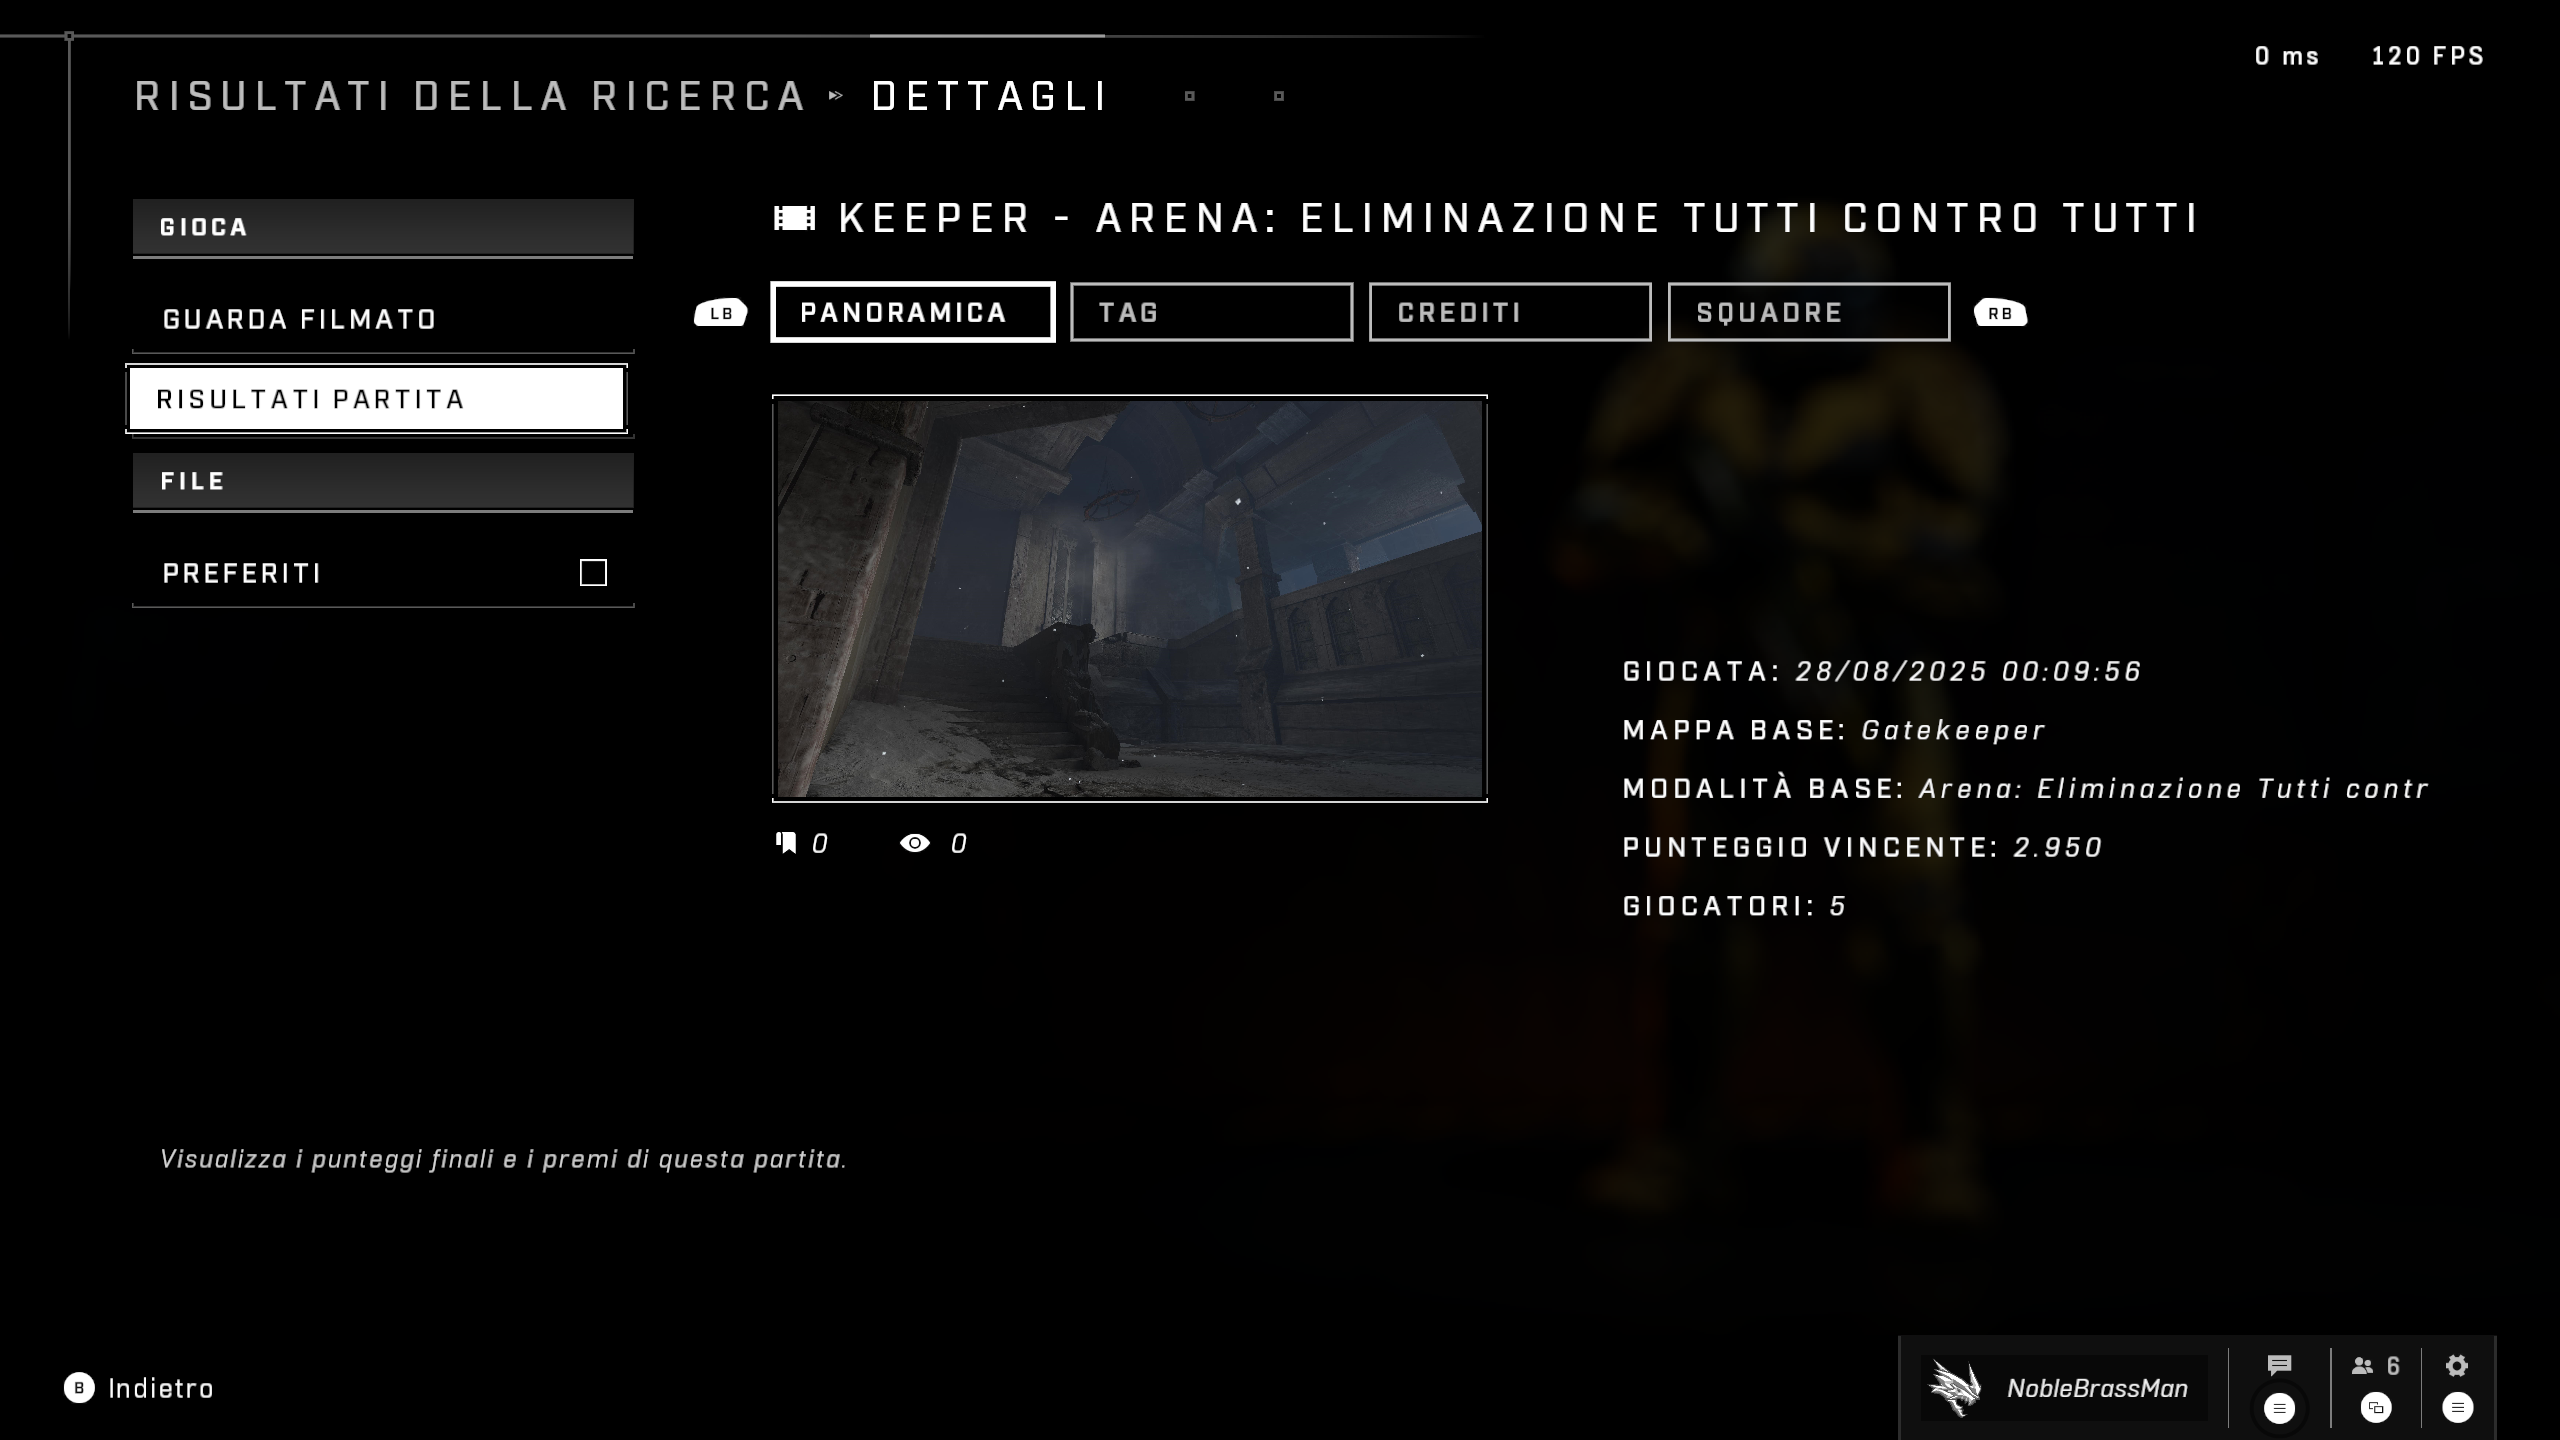 0 ms 120 FPS
RISULTATI DELLA RICERCA DETTAGLI
GIOCA
GUARDA FILMATO
RISULTATI PARTITA
FILE
PREFERITI
KEEPER - ARENA: ELIMINAZIONE TUTTI CONTRO TUTTI
LB PANORAMICA TAG CREDITI SQUADRE RB
0 0
GIOCATA: 28/08/2025 00:09:56
MAPPA BASE: Gatekeeper
MODALITÀ BASE: Arena: Eliminazione Tutti contr
PUNTEGGIO VINCENTE: 2.950
GIOCATORI: 5
Visualizza i punteggi finali e i premi di questa partita.
B Indietro
NobleBrassMan
6